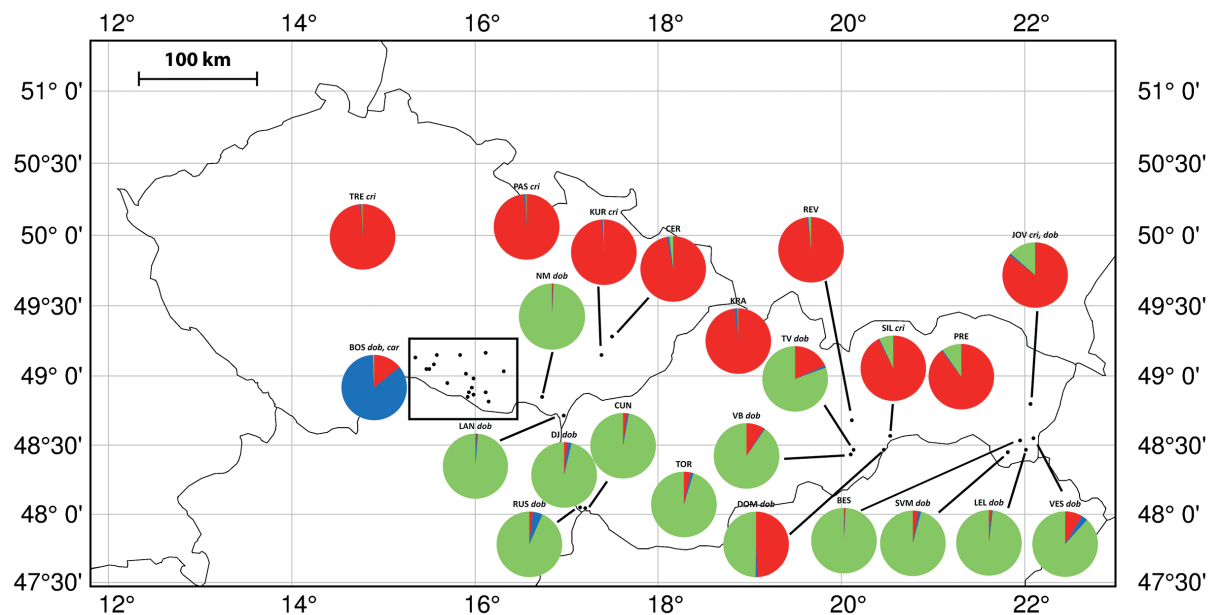 12° 14° 16° 18° 20° 22°
100 km
51° 0' 51° 0'
50° 30' 50° 30'
PAS cri
TRE cri
KUR cri
REV
CER
JOV cri, dob
50° 0' 50° 0'
NM dob
49° 30' 49° 30'
KRA
SIL cri
PRE
TV dob
BOS dob, car
49° 0' 49° 0'
CUN
VB dob
LAN dob
DJ dob
48° 30' 48° 30'
TOR
RUS dob
DOM dob
BES
SVM dob
LEL dob
VES dob
48° 0' 48° 0'
47° 30' 47° 30'
12° 14° 16° 18° 20° 22°